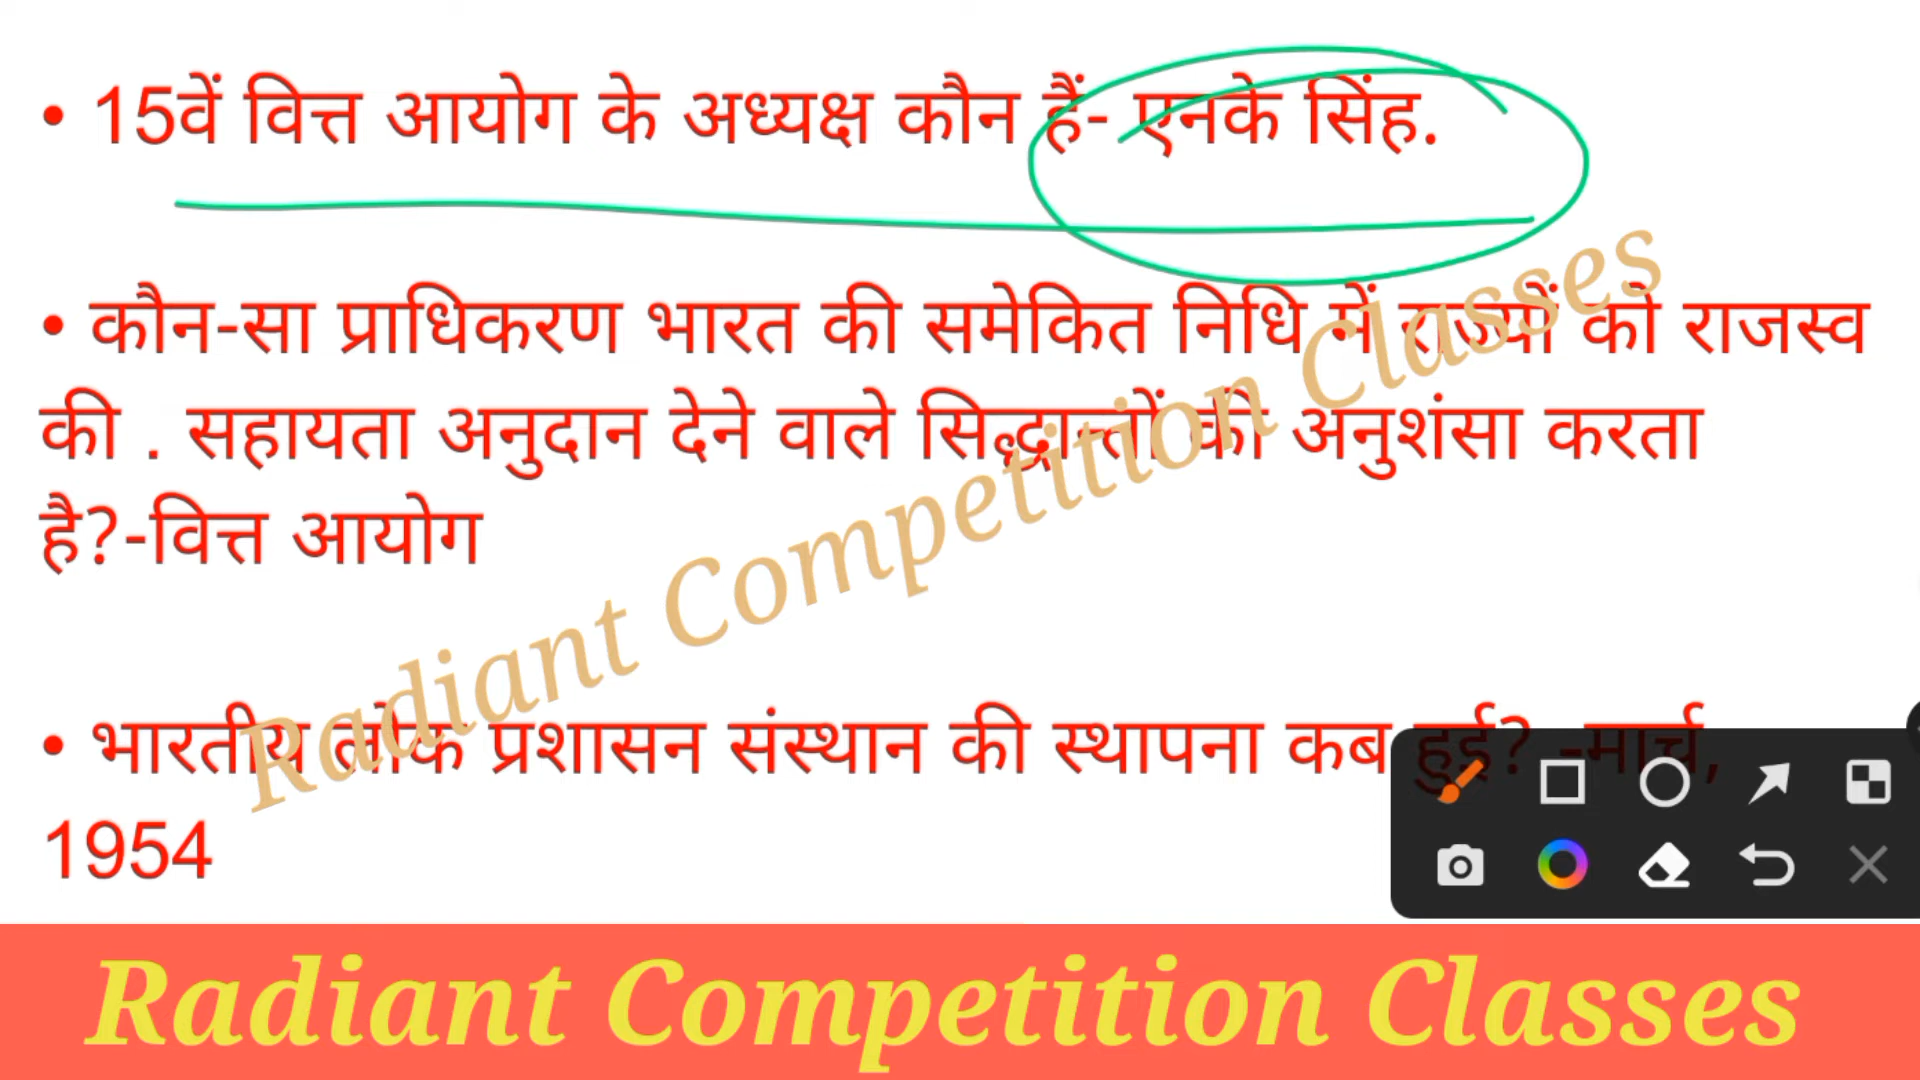 • 15वें वित्त आयोग के अध्यक्ष कौन हैं- एनके सिंह.
• कौन-सा प्राधिकरण भारत की समेकित निधि में राज्यों को राजस्व
की . सहायता अनुदान देने वाले सिद्धान्तों की अनुशंसा करता
है?-वित्त आयोग
• भारतीय लोक प्रशासन संस्थान की स्थापना कब हुई? -मार्च,
1954
Radiant Competition Classes
Radiant Competition Classes